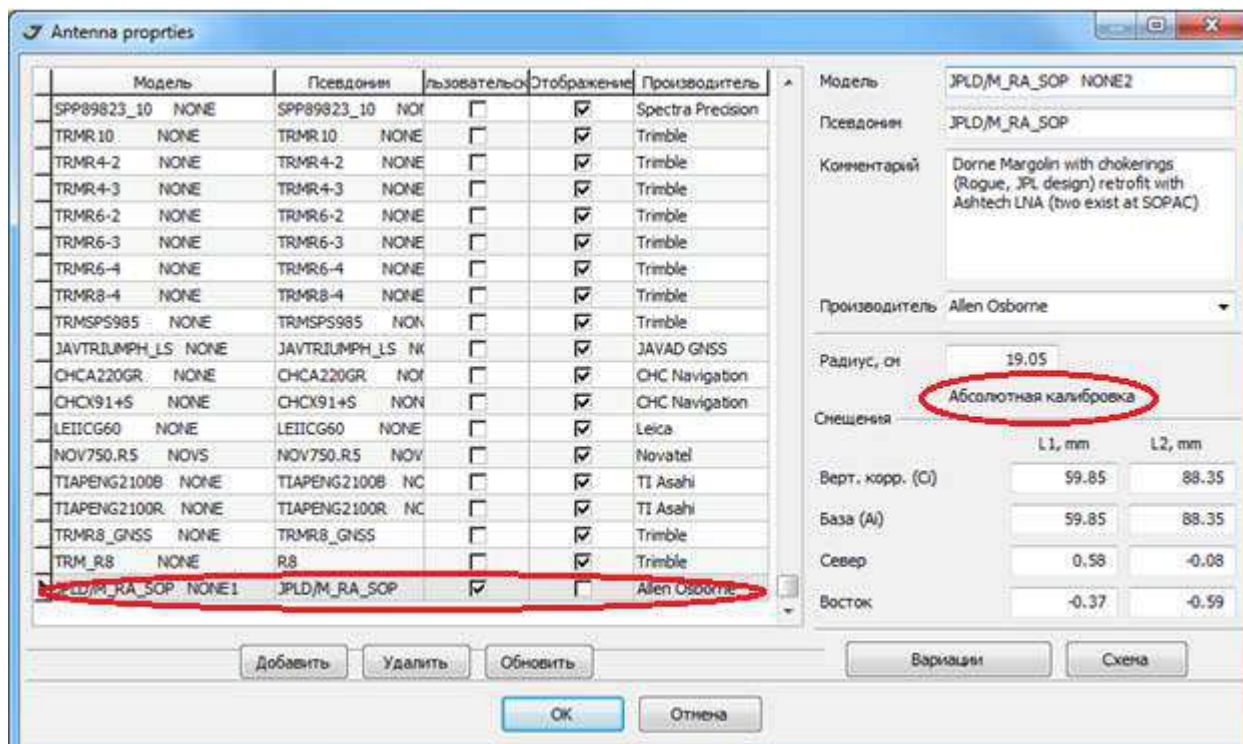 Antenna proprties
Модель Псевдоним льзовательск Отображение Производитель
SPP89823_10 NONE SPP89823_10 NO Spectra Precision
TRMR10 NONE TRMR10 NONE Trimble
TRMR4-2 NONE TRMR4-2 NONE Trimble
TRMR4-3 NONE TRMR4-3 NONE Trimble
TRMR6-2 NONE TRMR6-2 NONE Trimble
TRMR6-3 NONE TRMR6-3 NONE Trimble
TRMR6-4 NONE TRMR6-4 NONE Trimble
TRMR8-4 NONE TRMR8-4 NONE Trimble
TRMSPS985 NONE TRMSPS985 NON Trimble
JAVTRIUMPH_LS NONE JAVTRIUMPH_LS N JAVAD GNSS
CHCA220GR NONE CHCA220GR NO CHC Navigation
CHCX91+S NONE CHCX91+S NON CHC Navigation
LEIICG60 NONE LEIICG60 NONE Leica
NOV750.R5 NOVS NOV750.R5 NOV Novatel
TIAPENG2100B NONE TIAPENG2100B NC TI Asahi
TIAPENG2100R NONE TIAPENG2100R NC TI Asahi
TRMR8_GNSS NONE TRMR8_GNSS Trimble
TRM_R8 NONE R8 Trimble
JPLD/M_RA_SOP NONE1 JPLD/M_RA_SOP Allen Osborne
Добавить Удалить Обновить
Модель JPLD/M_RA_SOP NONE2
Псевдоним JPLD/M_RA_SOP
Комментарий Dorne Margolin with chokerings
(Rogue, JPL design) retrofit with
Ashtech LNA (two exist at SOPAC)
Производитель Allen Osborne
Радиус, см 19.05
Абсолютная калибровка
Смещения
L1, mm L2, mm
Верт. корр. (Ci) 59.85 88.35
База (Ai) 59.85 88.35
Север 0.58 -0.08
Восток -0.37 -0.59
Вариации Схема
OK Отмена